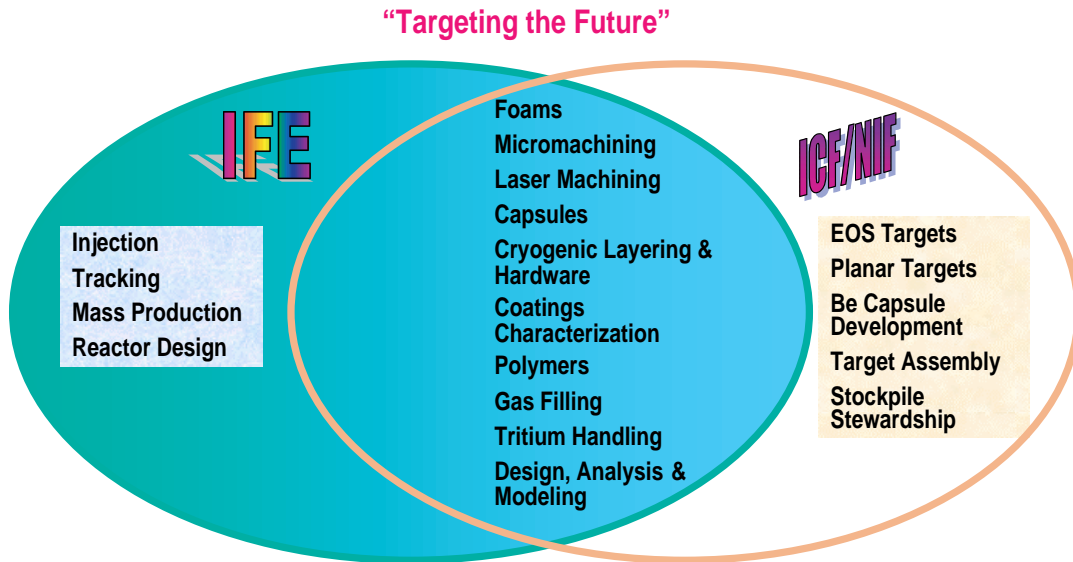 “Targeting the Future”
IFE
Injection
Tracking
Mass Production
Reactor Design
Foams
Micromachining
Laser Machining
Capsules
Cryogenic Layering &
Hardware
Coatings
Characterization
Polymers
Gas Filling
Tritium Handling
Design, Analysis &
Modeling
ICF/NIF
EOS Targets
Planar Targets
Be Capsule
Development
Target Assembly
Stockpile
Stewardship